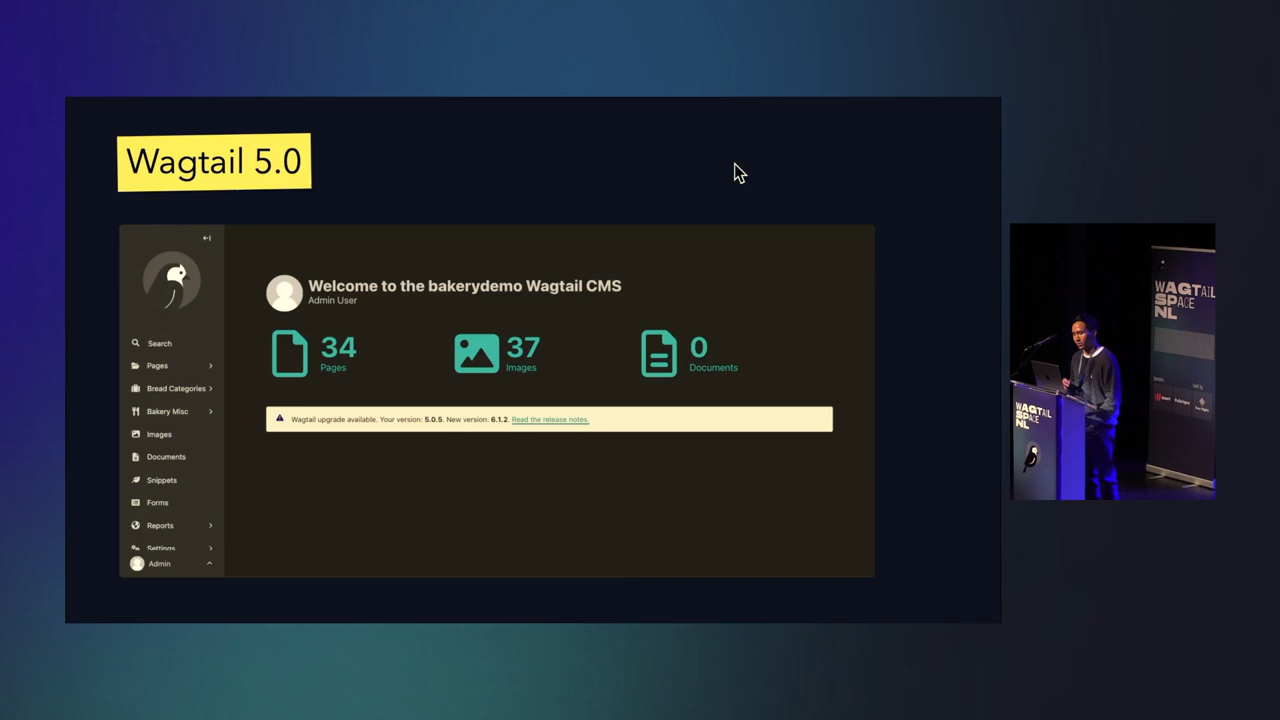 Wagtail 5.0
Welcome to the bakerydemo Wagtail CMS
Admin User
34
Pages
37
Images
0
Documents
Wagtail upgrade available. Your version: 5.0.5. New version: 6.1.2. Read the release notes.
Search
Pages
Bread Categories
Bakery Misc
Images
Documents
Snippets
Forms
Reports
Settings
Admin
WAGTAIL
SPACE
NL
WAGTAIL
SPACE
NL